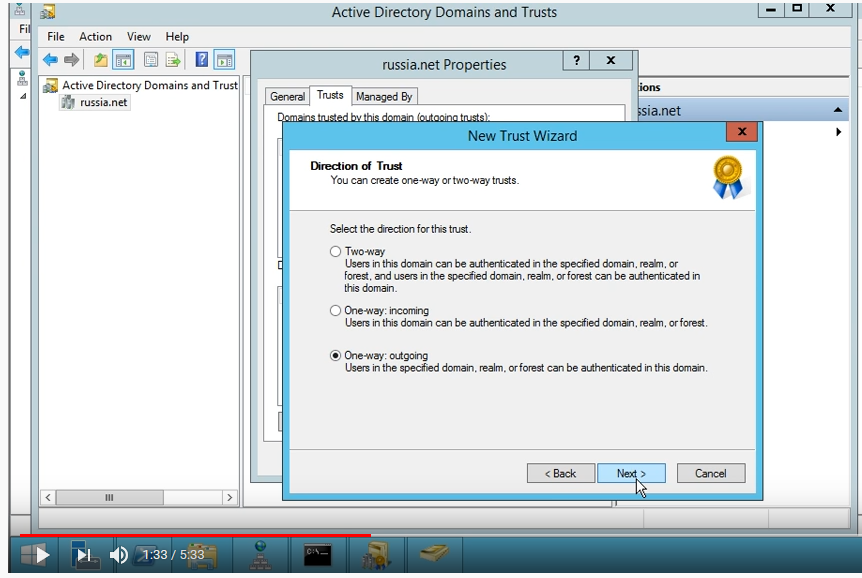 Active Directory Domains and Trusts
Fil
File Action View Help
russia.net Properties
? x
Active Directory Domains and Trust
russia.net
General Trusts Managed By
Domains trusted by this domain (outgoing trusts):
ions
ssia.net
New Trust Wizard
x
Direction of Trust
You can create one-way or two-way trusts.
Select the direction for this trust.
Two-way
Users in this domain can be authenticated in the specified domain, realm, or
forest, and users in the specified domain, realm, or forest can be authenticated in
this domain.
One-way: incoming
Users in this domain can be authenticated in the specified domain, realm, or forest.
One-way: outgoing
Users in the specified domain, realm, or forest can be authenticated in this domain.
< Back Next > Cancel
1:33 / 5:33